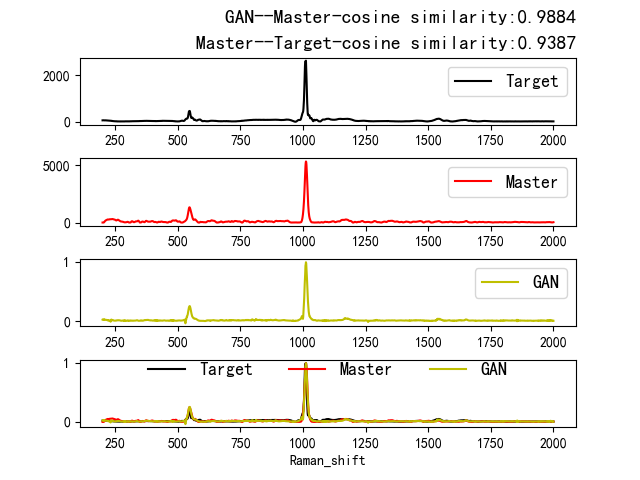 GAN--Master-cosine similarity:0.9884
Master--Target-cosine similarity:0.9387
2000
0
Target
250 500 750 1000 1250 1500 1750 2000
5000
0
Master
250 500 750 1000 1250 1500 1750 2000
1
0
GAN
250 500 750 1000 1250 1500 1750 2000
1
0
Target Master GAN
250 500 750 1000 1250 1500 1750 2000
Raman_shift